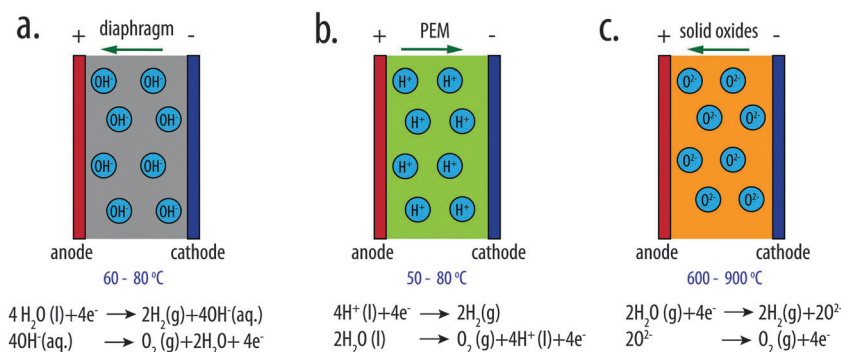 a.
+ diaphragm -
OH⁻ OH⁻
OH⁻ OH⁻
OH⁻ OH⁻
OH⁻ OH⁻
anode cathode
60 - 80 ºC
4 H₂O (l)+4e⁻ → 2H₂(g)+4OH⁻(aq.)
4OH⁻(aq.) → O₂ (g)+2H₂O+ 4e⁻
b.
+ PEM -
H⁺ H⁺
H⁺ H⁺
H⁺ H⁺
H⁺ H⁺
anode cathode
50 - 80 ºC
4H⁺ (l)+4e⁻ → 2H₂(g)
2H₂O (l) → O₂ (g)+4H⁺ (l)+4e⁻
c.
+ solid oxides -
O²⁻ O²⁻
O²⁻ O²⁻
O²⁻ O²⁻
O²⁻ O²⁻
anode cathode
600 - 900 ºC
2H₂O (g)+4e⁻ → 2H₂(g)+2O²⁻
2O²⁻ → O₂ (g)+4e⁻